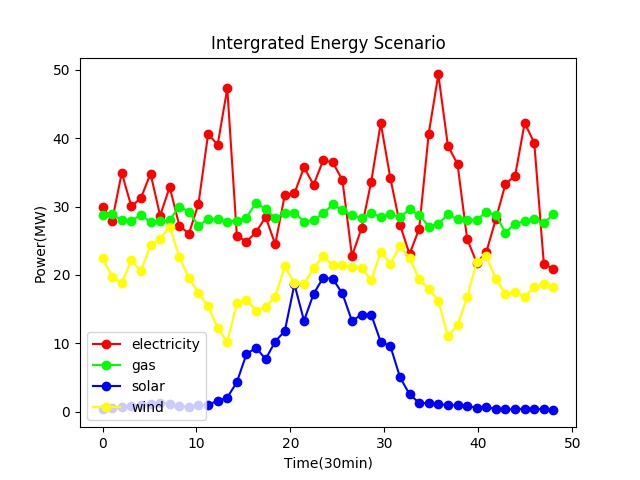 Intergrated Energy Scenario
Power(MW)
50
40
30
20
10
0
electricity
gas
solar
wind
0 10 20 30 40 50
Time(30min)